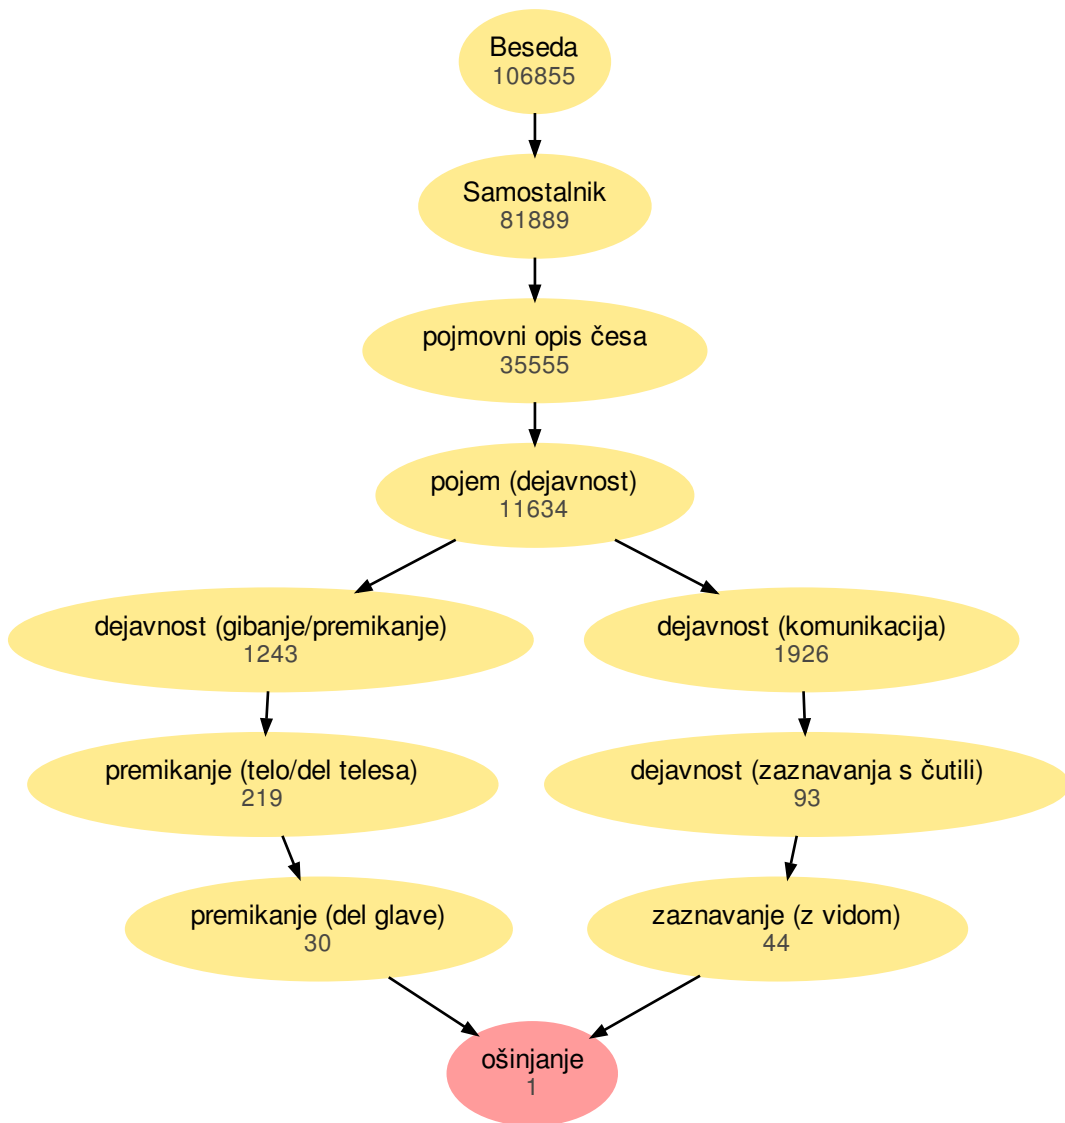 Beseda
106855
Samostalnik
81889
pojmovni opis česa
35555
pojem (dejavnost)
11634
dejavnost (gibanje/premikanje)
1243
dejavnost (komunikacija)
1926
premikanje (telo/del telesa)
219
dejavnost (zaznavanja s čutili)
93
premikanje (del glave)
30
zaznavanje (z vidom)
44
ošinjanje
1